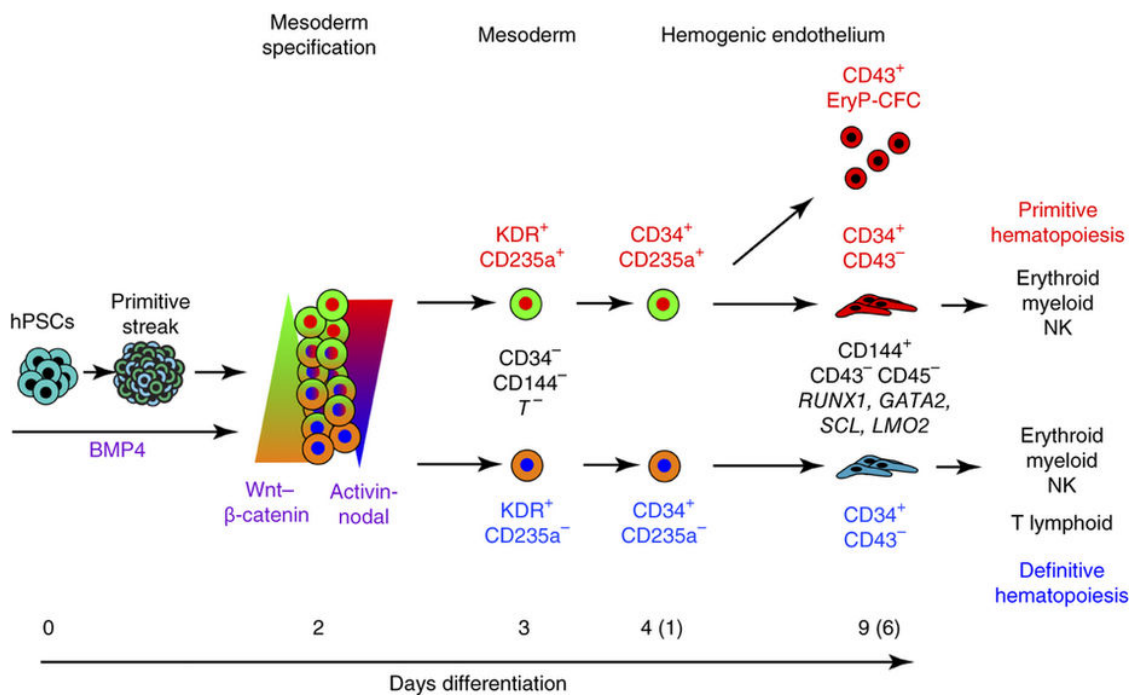 Mesoderm
specification
Mesoderm
Hemogenic endothelium
CD43⁺
EryP-CFC
Primitive
hematopoiesis
KDR⁺
CD235a⁺
CD34⁺
CD235a⁺
CD34⁺
CD43⁻
Erythroid
myeloid
NK
hPSCs
Primitive
streak
CD34⁻
CD144⁻
T⁻
CD144⁺
CD43⁻ CD45⁻
RUNX1, GATA2,
SCL, LMO2
BMP4
Wnt–
β-catenin
Activin-
nodal
KDR⁺
CD235a⁻
CD34⁺
CD235a⁻
CD34⁺
CD43⁻
Erythroid
myeloid
NK
T lymphoid
Definitive
hematopoiesis
0
2
3
4 (1)
9 (6)
Days differentiation